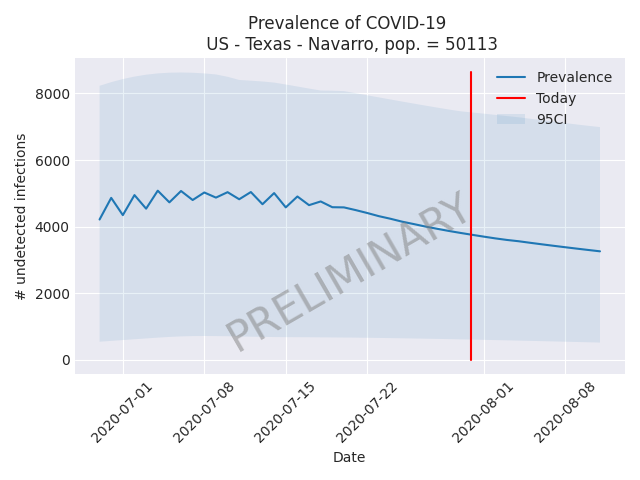 Prevalence of COVID-19
US - Texas - Navarro, pop. = 50113
Prevalence
Today
95CI
8000
6000
4000
2000
0
# undetected infections
PRELIMINARY
2020-07-01
2020-07-08
2020-07-15
2020-07-22
2020-08-01
2020-08-08
Date